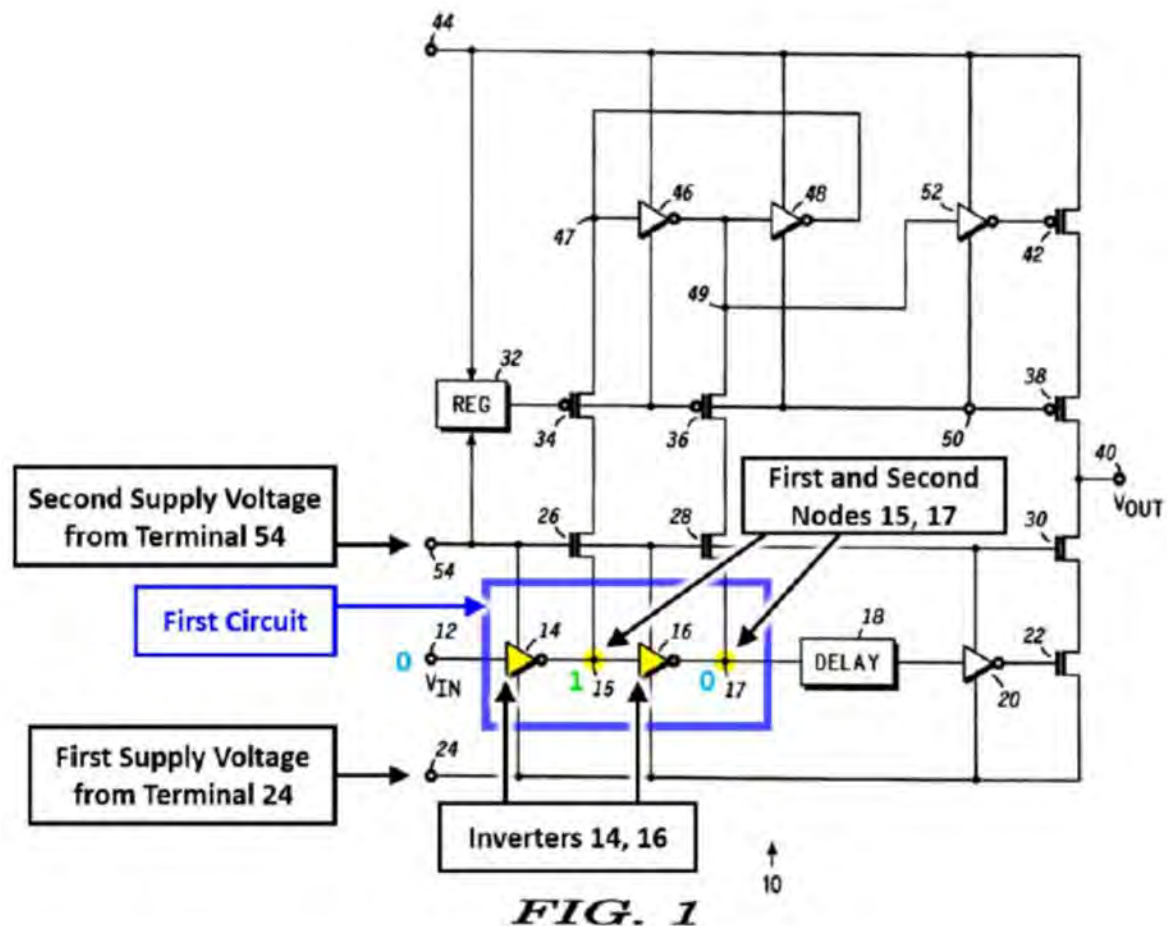 44
46
48
52
47
42
49
32
REG
38
34
36
50
40
VOUT
Second Supply Voltage
from Terminal 54
First and Second
Nodes 15, 17
26
28
30
54
First Circuit
12
14
16
18
DELAY
22
0
VIN
1
15
0
17
20
First Supply Voltage
from Terminal 24
24
Inverters 14, 16
10
FIG. 1